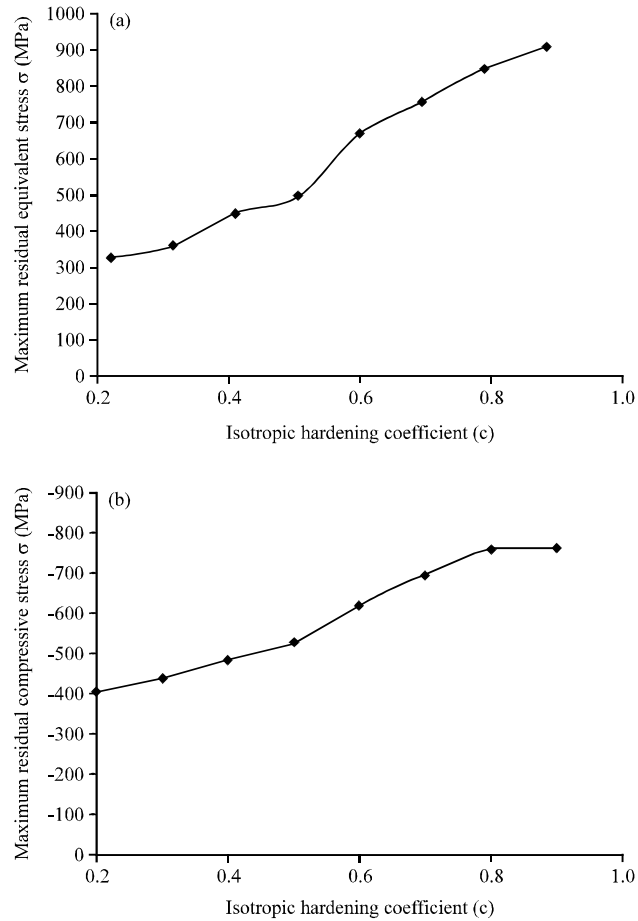 (a)
Maximum residual equivalent stress σ (MPa)
1000
900
800
700
600
500
400
300
200
100
0
0.2 0.4 0.6 0.8 1.0
Isotropic hardening coefficient (c)
(b)
Maximum residual compressive stress σ (MPa)
-900
-800
-700
-600
-500
-400
-300
-200
-100
0
0.2 0.4 0.6 0.8 1.0
Isotropic hardening coefficient (c)